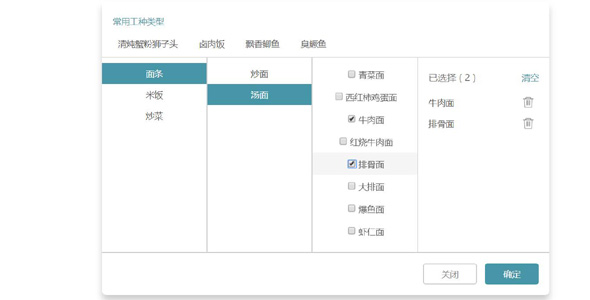 常用工种类型
清炖蟹粉狮子头 卤肉饭 飘香鲫鱼 臭鳜鱼
面条
米饭
炒菜
炒面
汤面
青菜面
西红柿鸡蛋面
牛肉面
红烧牛肉面
排骨面
大排面
爆鱼面
虾仁面
已选择（2） 清空
牛肉面
排骨面
关闭 确定